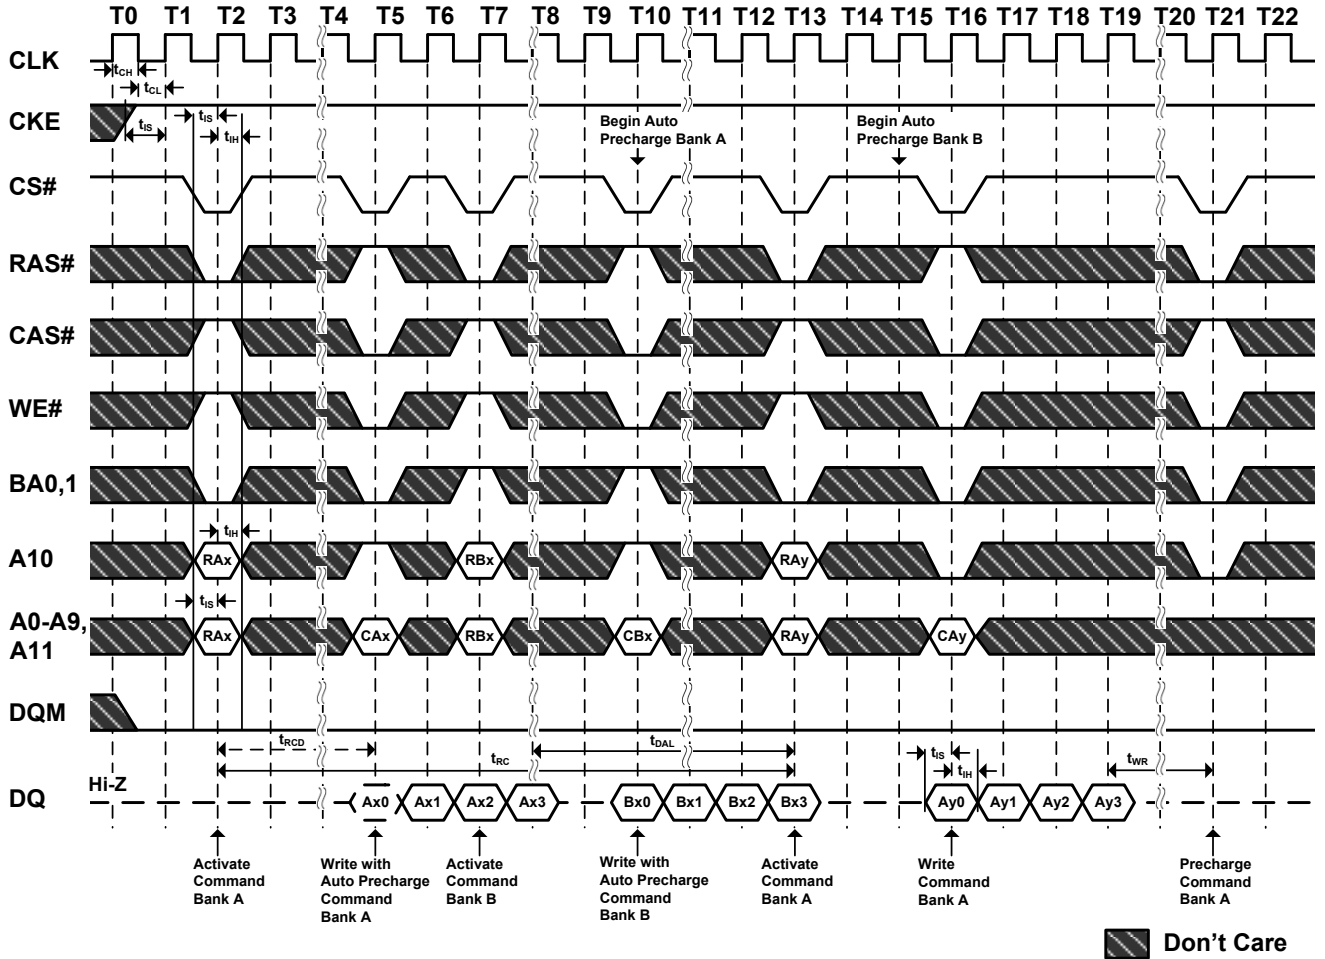 T0 T1 T2 T3 T4 T5 T6 T7 T8 T9 T10 T11 T12 T13 T14 T15 T16 T17 T18 T19 T20 T21 T22
CLK
tCH
tCL
CKE
tIS
tIS
tIH
Begin Auto
Precharge Bank A
Begin Auto
Precharge Bank B
CS#
RAS#
CAS#
WE#
BA0,1
tIH
A10
RAx
RBx
RAy
tIS
A0-A9,
A11
RAx
CAx
RBx
CBx
RAy
CAy
DQM
tRCD
tDAL
tRC
tIS
tIH
tWR
Hi-Z
DQ
Ax0 Ax1 Ax2 Ax3 Bx0 Bx1 Bx2 Bx3 Ay0 Ay1 Ay2 Ay3
Activate
Command
Bank A
Write with
Auto Precharge
Command
Bank A
Activate
Command
Bank B
Write with
Auto Precharge
Command
Bank B
Activate
Command
Bank A
Write
Command
Bank A
Precharge
Command
Bank A
Don't Care